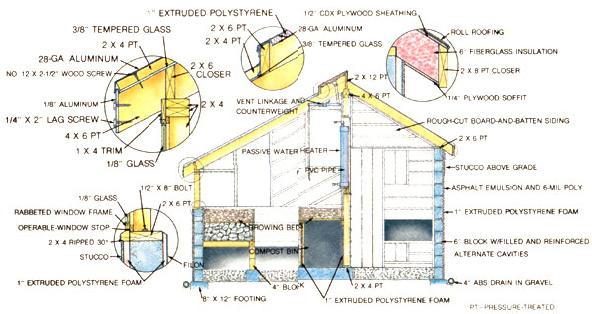 1" EXTRUDED POLYSTYRENE
3/8" TEMPERED GLASS
2 X 4 PT
28-GA ALUMINUM
NO 12 X 2-1/2" WOOD SCREW
1/8" ALUMINUM
1/4" X 2" LAG SCREW
4 X 6 PT
1 X 4 TRIM
1/8" GLASS
2 X 6
CLOSER
2 X 4
2 X 6 PT
2 X 4 PT
28-GA ALUMINUM
3/8" TEMPERED GLASS
1/2" CDX PLYWOOD SHEATHING
ROLL ROOFING
6" FIBERGLASS INSULATION
2 X 8 PT CLOSER
1/4" PLYWOOD SOFFIT
2 X 12 PT
4 X 6 PT
VENT LINKAGE AND
COUNTERWEIGHT
ROUGH-CUT BOARD-AND-BATTEN SIDING
2 X 6 PT
PASSIVE WATER HEATER
1" PVC PIPE
STUCCO ABOVE GRADE
ASPHALT EMULSION AND 6-MIL POLY
1" EXTRUDED POLYSTYRENE FOAM
6" BLOCK W/FILLED AND REINFORCED
ALTERNATE CAVITIES
4" ABS DRAIN IN GRAVEL
1/8" GLASS
1/2" X 8" BOLT
2 X 6 PT
RABBETED WINDOW FRAME
OPERABLE-WINDOW STOP
2 X 4 RIPPED 30°
STUCCO
FILON
1" EXTRUDED POLYSTYRENE FOAM
GROWING BED
COMPOST BIN
8" X 12" FOOTING
4" BLOCK
2 X 4 PT
1" EXTRUDED POLYSTYRENE FOAM
PT - PRESSURE-TREATED